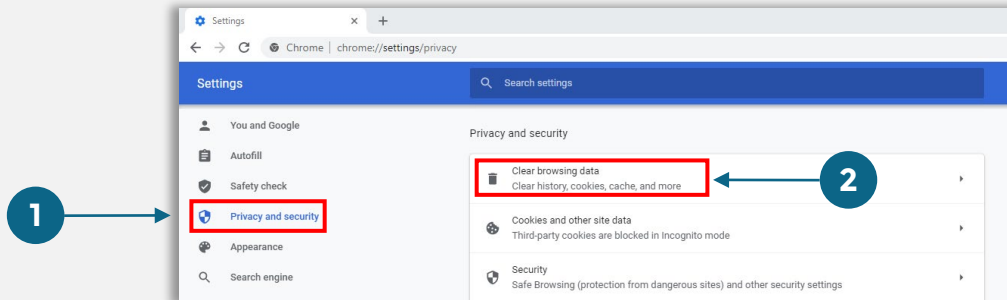 Settings
Chrome | chrome://settings/privacy
Settings
Search settings
You and Google
Autofill
Safety check
Privacy and security
Appearance
Search engine
Privacy and security
Clear browsing data
Clear history, cookies, cache, and more
Cookies and other site data
Third-party cookies are blocked in Incognito mode
Security
Safe Browsing (protection from dangerous sites) and other security settings
1
2